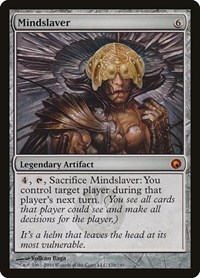 Mindslaver 6
Legendary Artifact
4, T, Sacrifice Mindslaver: You
control target player during that
player's next turn. (You see all cards
that player could see and make
all decisions for the player.)
It's a helm that leaves the head at its
most vulnerable.
Volkan Baga